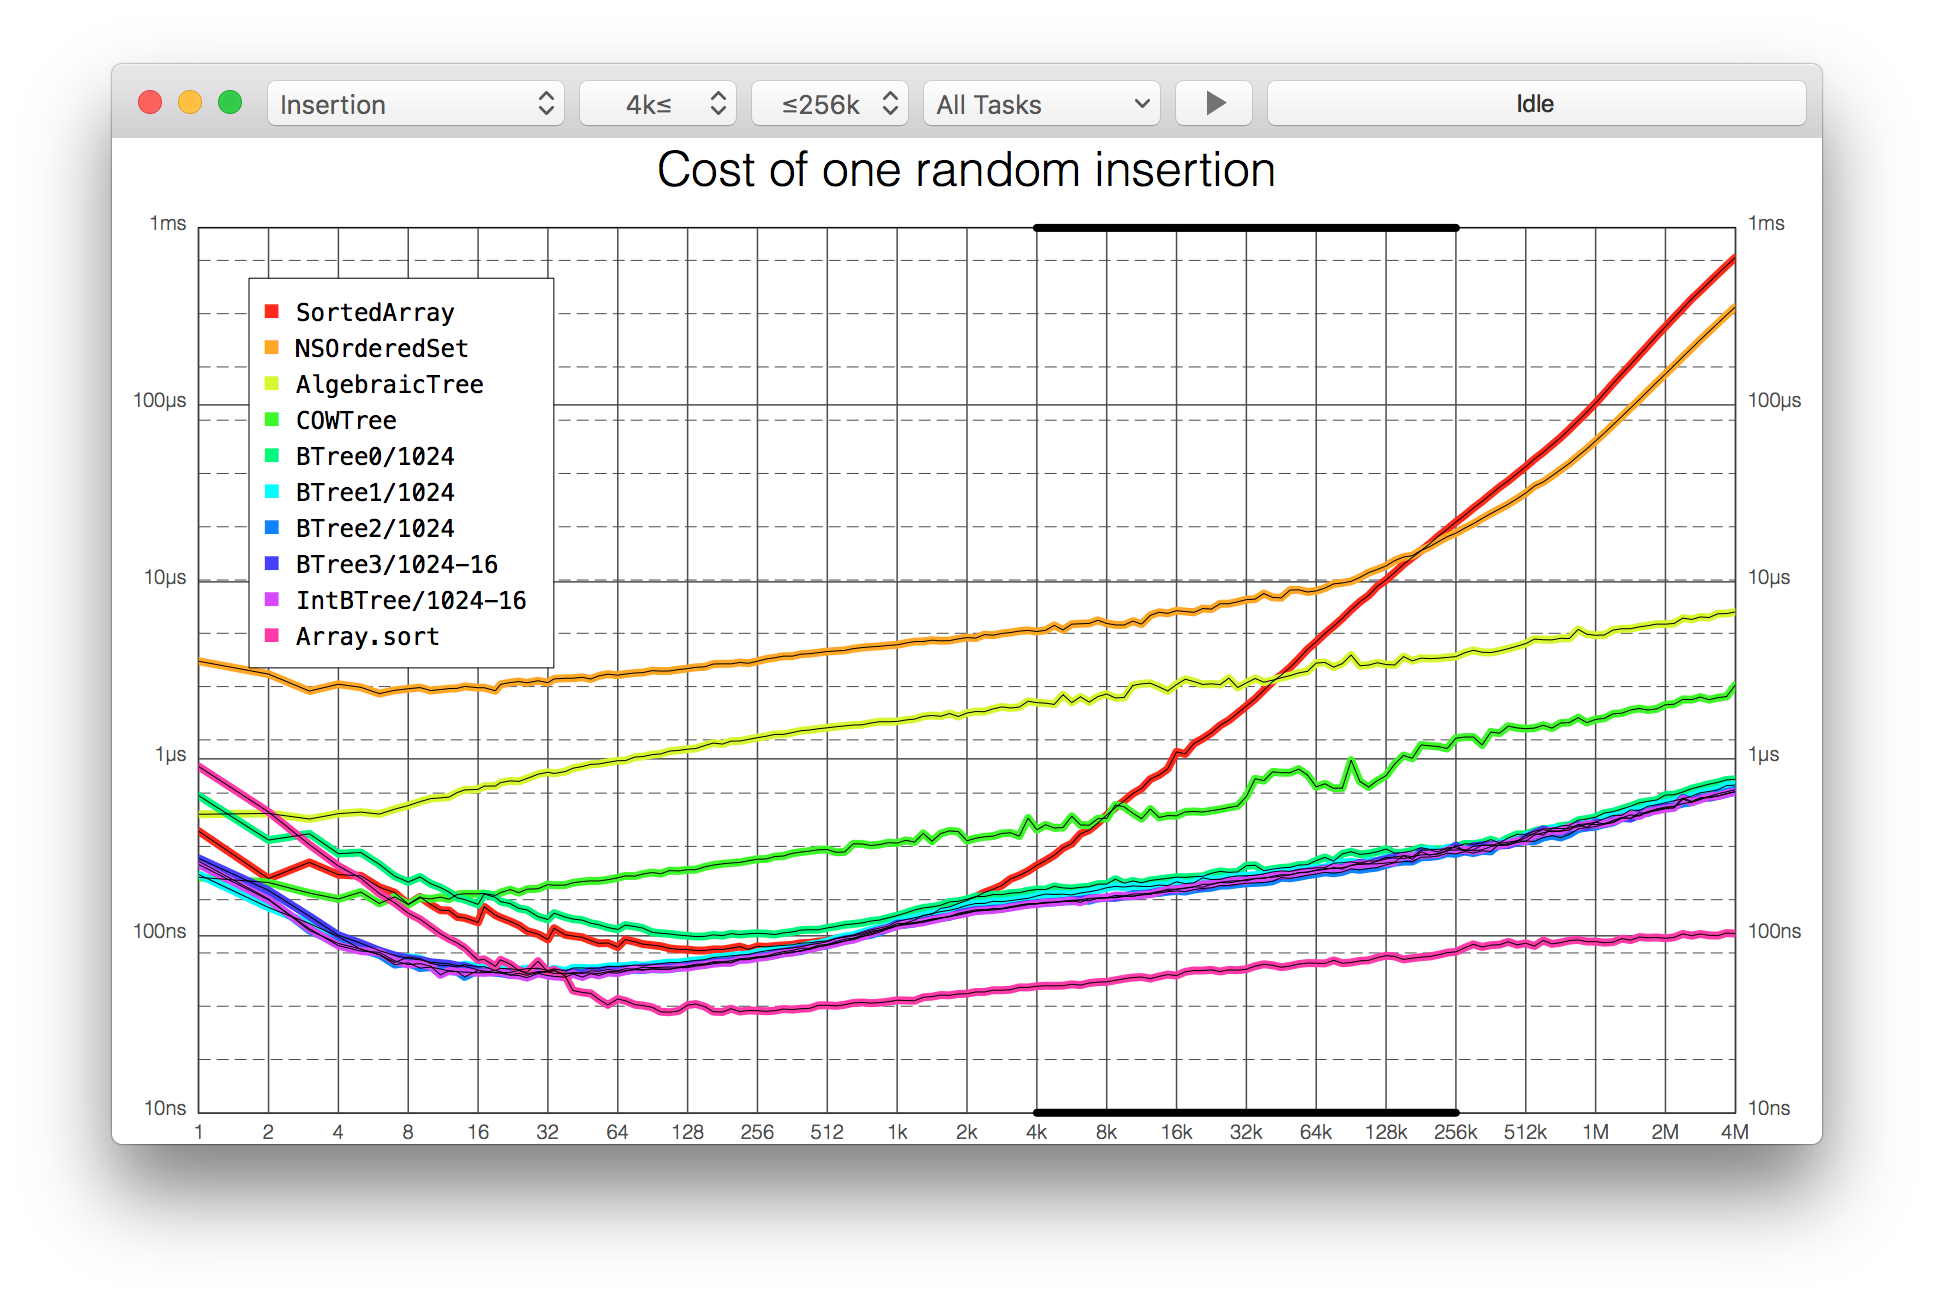 Insertion 4k≤ ≤256k All Tasks Idle
Cost of one random insertion
1ms 1ms
SortedArray
NSOrderedSet
AlgebraicTree
100µs 100µs
COWTree
BTree0/1024
BTree1/1024
BTree2/1024
BTree3/1024-16
10µs 10µs
IntBTree/1024-16
Array.sort
1µs 1µs
100ns 100ns
10ns 10ns
1 2 4 8 16 32 64 128 256 512 1k 2k 4k 8k 16k 32k 64k 128k 256k 512k 1M 2M 4M